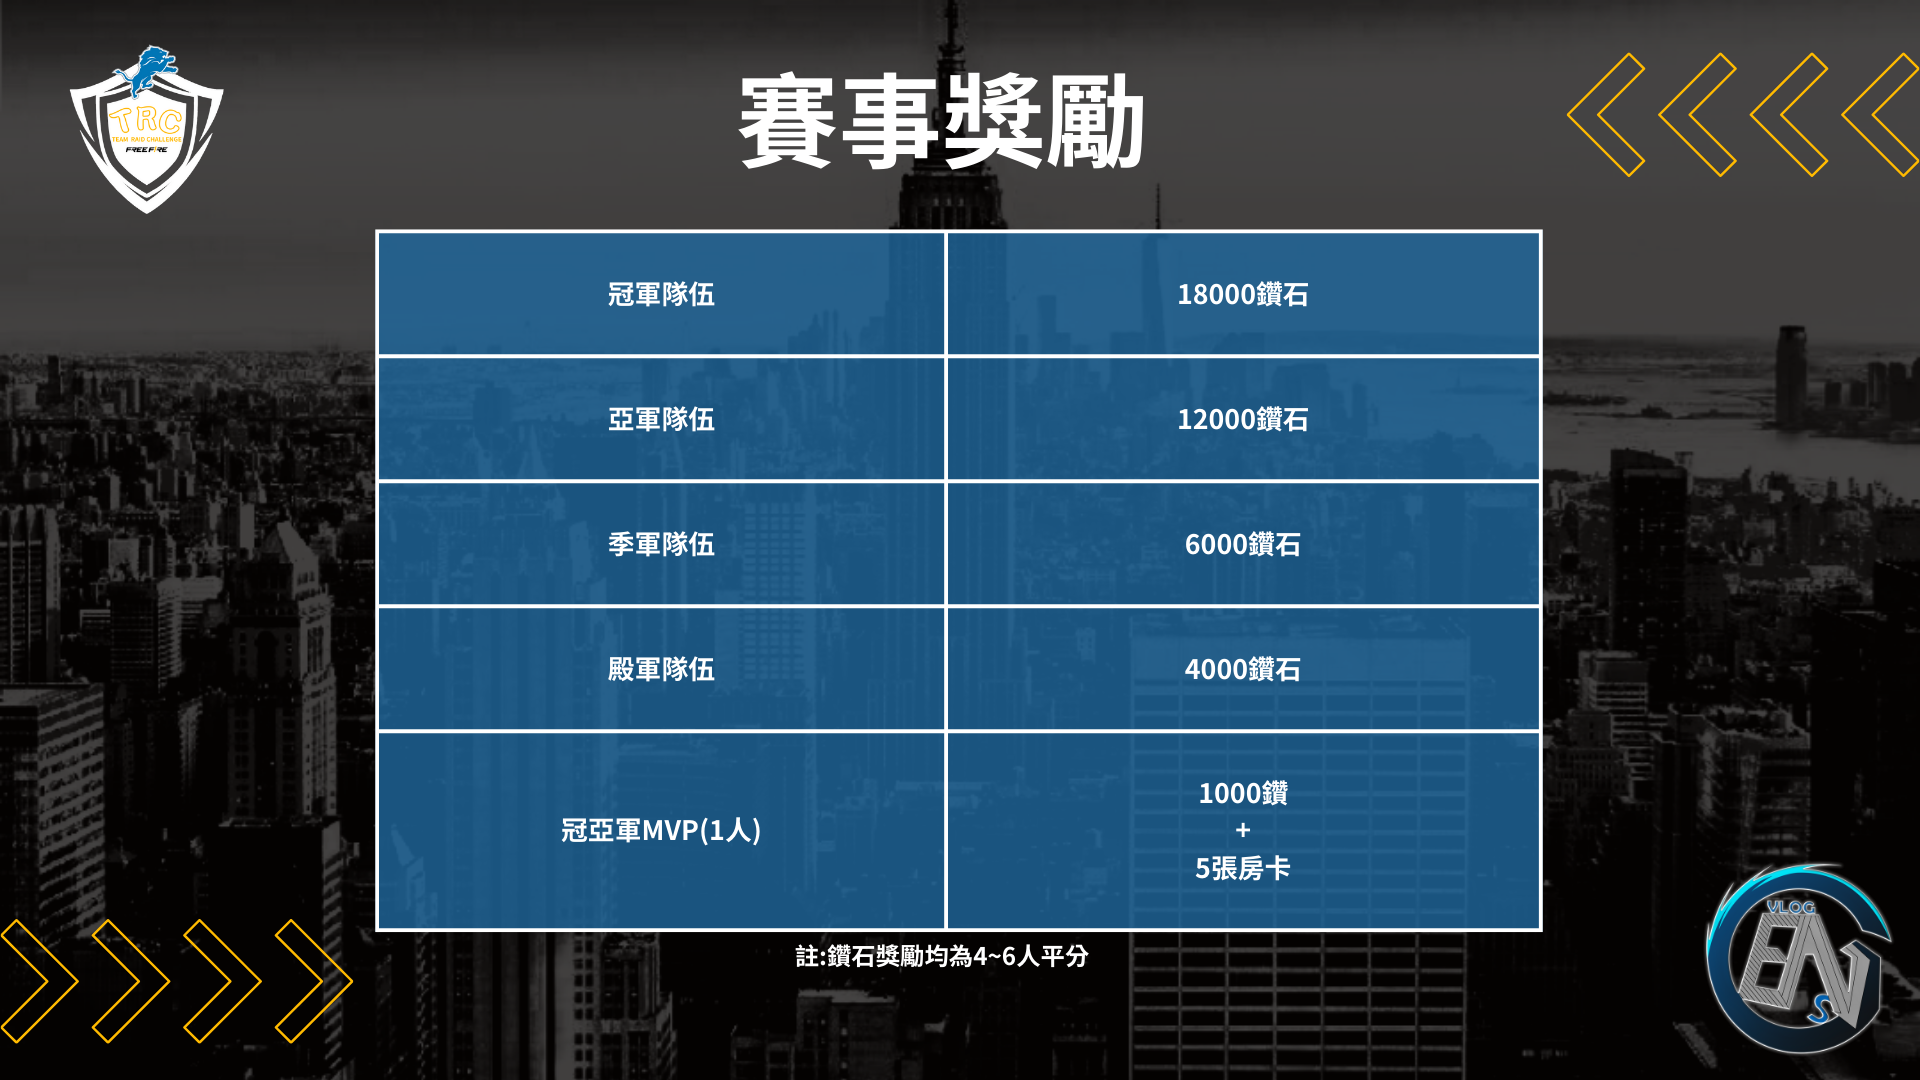 賽事獎勵
TRC
TEAM RAID CHALLENGE
FREE FIRE
冠軍隊伍
18000鑽石
亞軍隊伍
12000鑽石
季軍隊伍
6000鑽石
殿軍隊伍
4000鑽石
冠亞軍MVP(1人)
1000鑽
+
5張房卡
註:鑽石獎勵均為4~6人平分
VLOG